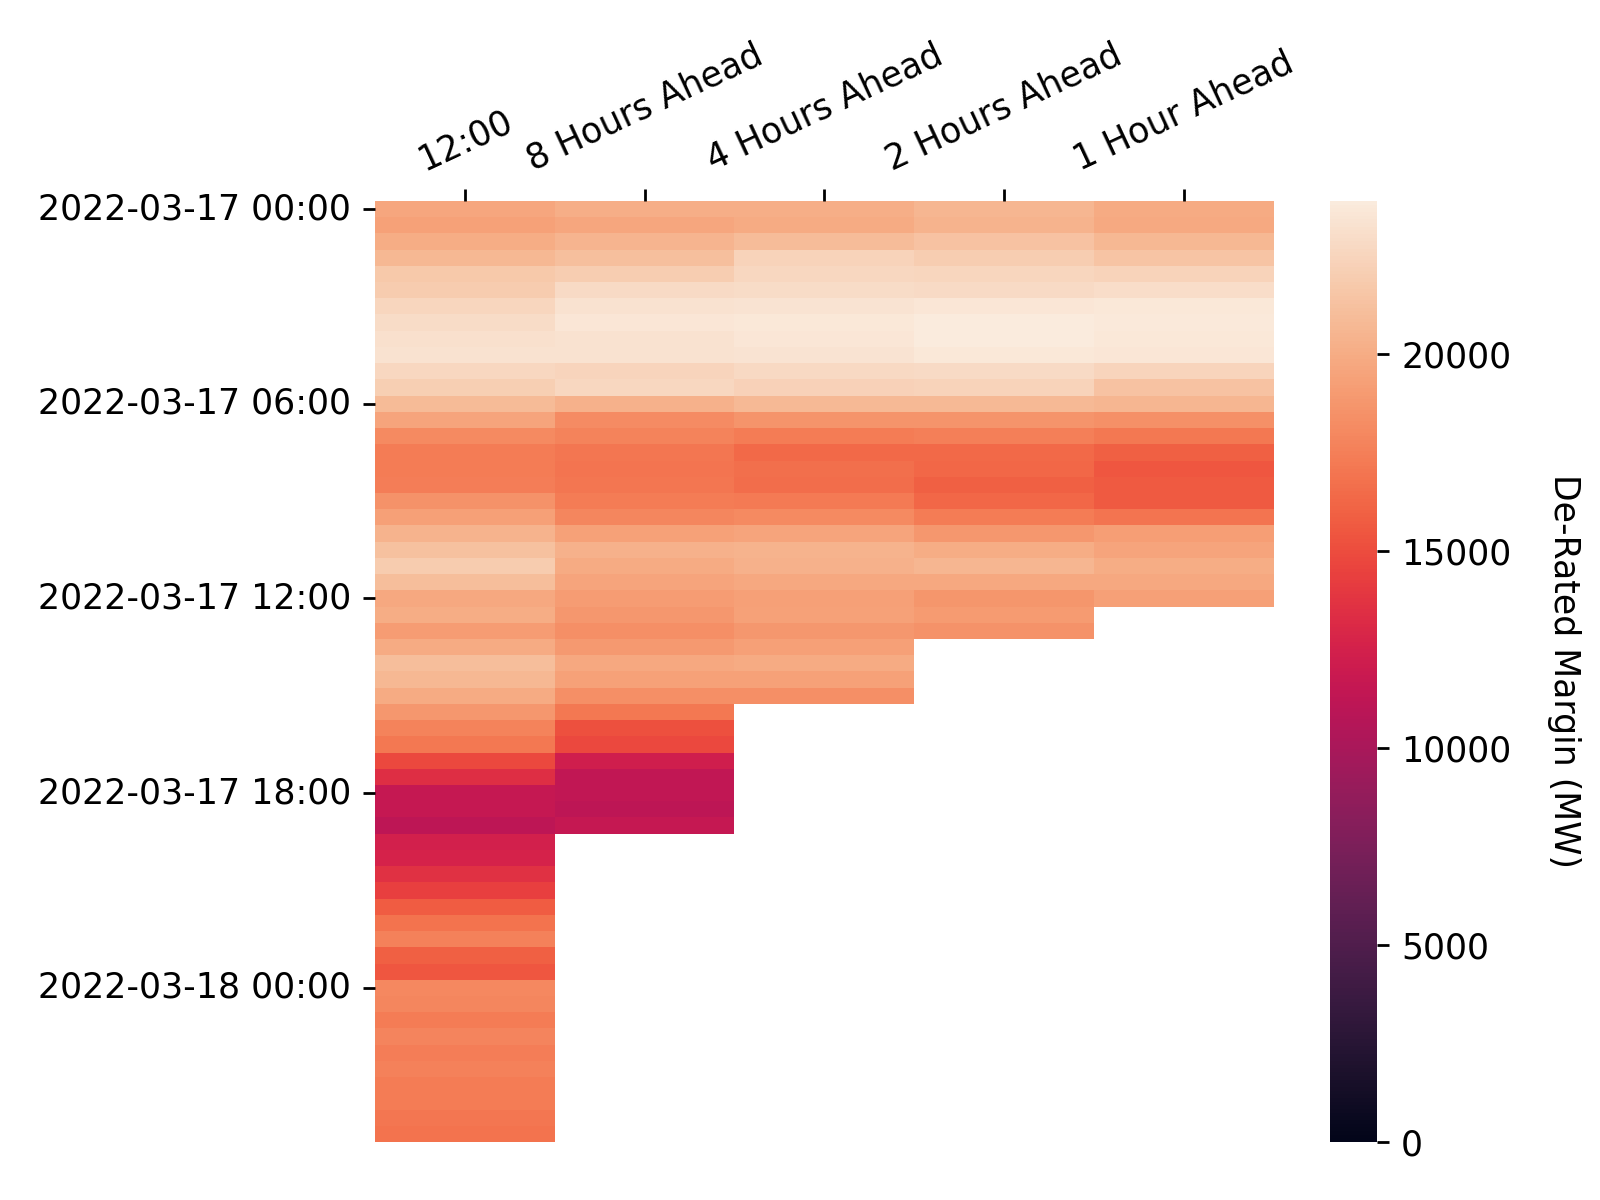 12:00
8 Hours Ahead
4 Hours Ahead
2 Hours Ahead
1 Hour Ahead
2022-03-17 00:00
2022-03-17 06:00
2022-03-17 12:00
2022-03-17 18:00
2022-03-18 00:00
20000
15000
10000
5000
0
De-Rated Margin (MW)